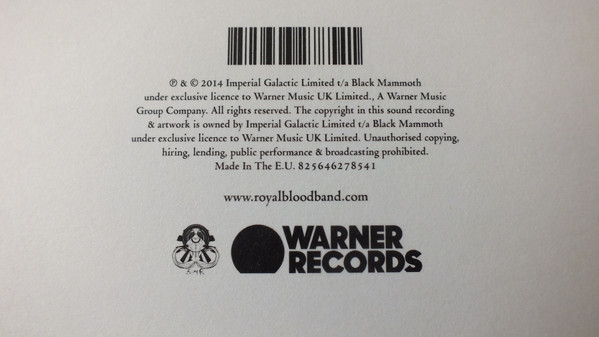 ℗ & © 2014 Imperial Galactic Limited t/a Black Mammoth
under exclusive licence to Warner Music UK Limited., A Warner Music
Group Company. All rights reserved. The copyright in this sound recording
& artwork is owned by Imperial Galactic Limited t/a Black Mammoth
under exclusive licence to Warner Music UK Limited. Unauthorised copying,
hiring, lending, public performance & broadcasting prohibited.
Made In The E.U. 825646278541
www.royalbloodband.com
WARNER
RECORDS